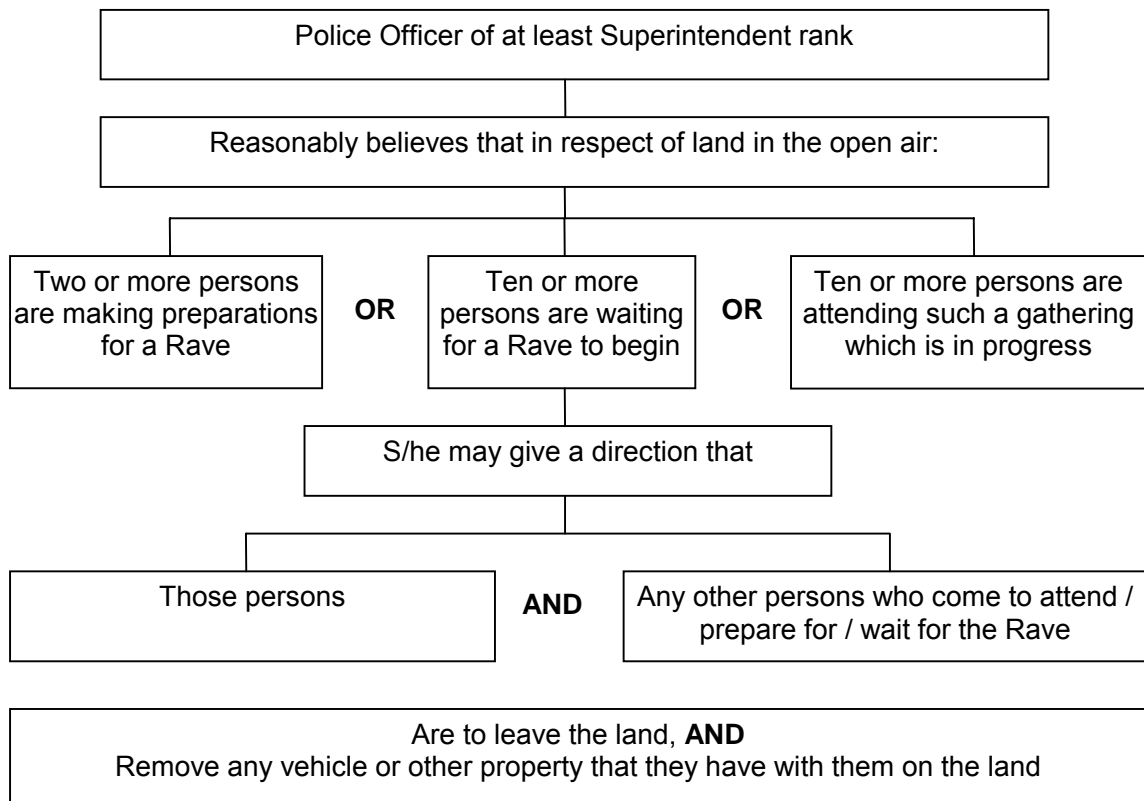 Police Officer of at least Superintendent rank
Reasonably believes that in respect of land in the open air:
Two or more persons
are making preparations
for a Rave
OR
Ten or more
persons are waiting
for a Rave to begin
OR
Ten or more persons are
attending such a gathering
which is in progress
S/he may give a direction that
Those persons
AND
Any other persons who come to attend /
prepare for / wait for the Rave
Are to leave the land, AND
Remove any vehicle or other property that they have with them on the land